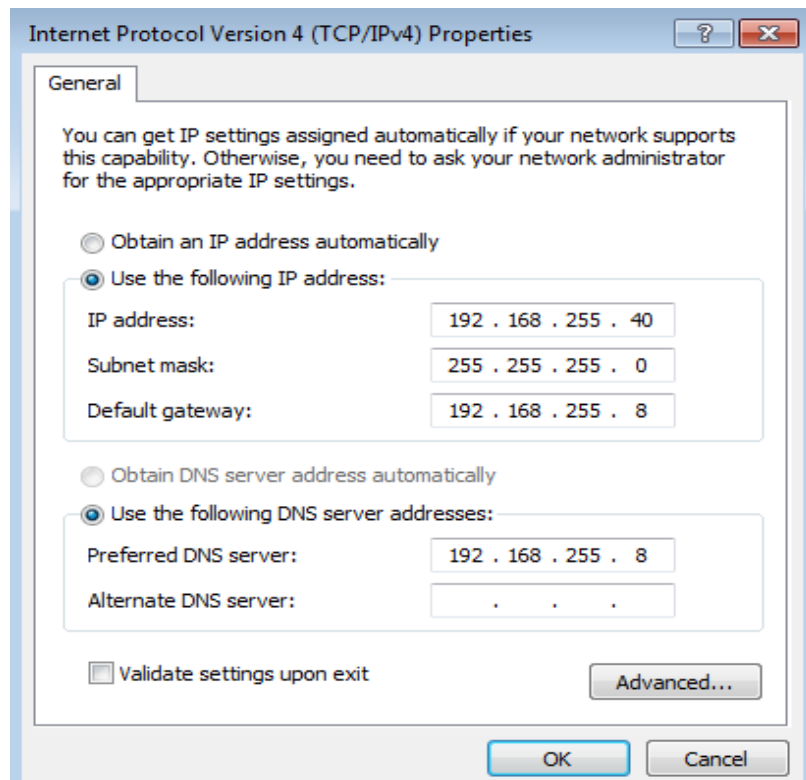 Internet Protocol Version 4 (TCP/IPv4) Properties
General
You can get IP settings assigned automatically if your network supports
this capability. Otherwise, you need to ask your network administrator
for the appropriate IP settings.
Obtain an IP address automatically
Use the following IP address:
IP address: 192 . 168 . 255 . 40
Subnet mask: 255 . 255 . 255 . 0
Default gateway: 192 . 168 . 255 . 8
Obtain DNS server address automatically
Use the following DNS server addresses:
Preferred DNS server: 192 . 168 . 255 . 8
Alternate DNS server: . . .
Validate settings upon exit
Advanced...
OK Cancel